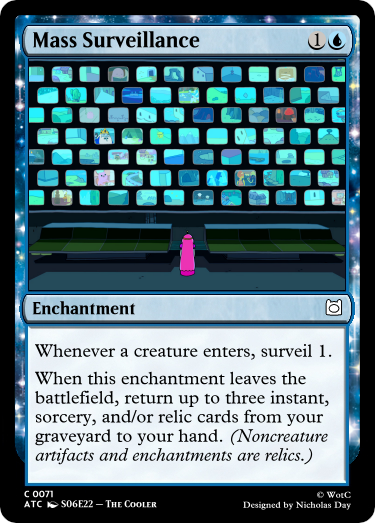 Mass Surveillance 1
Enchantment
Whenever a creature enters, surveil 1.
When this enchantment leaves the
battlefield, return up to three instant,
sorcery, and/or relic cards from your
graveyard to your hand. (Noncreature
artifacts and enchantments are relics.)
C 0071 © WotC
ATC S06E22 — The Cooler Designed by Nicholas Day